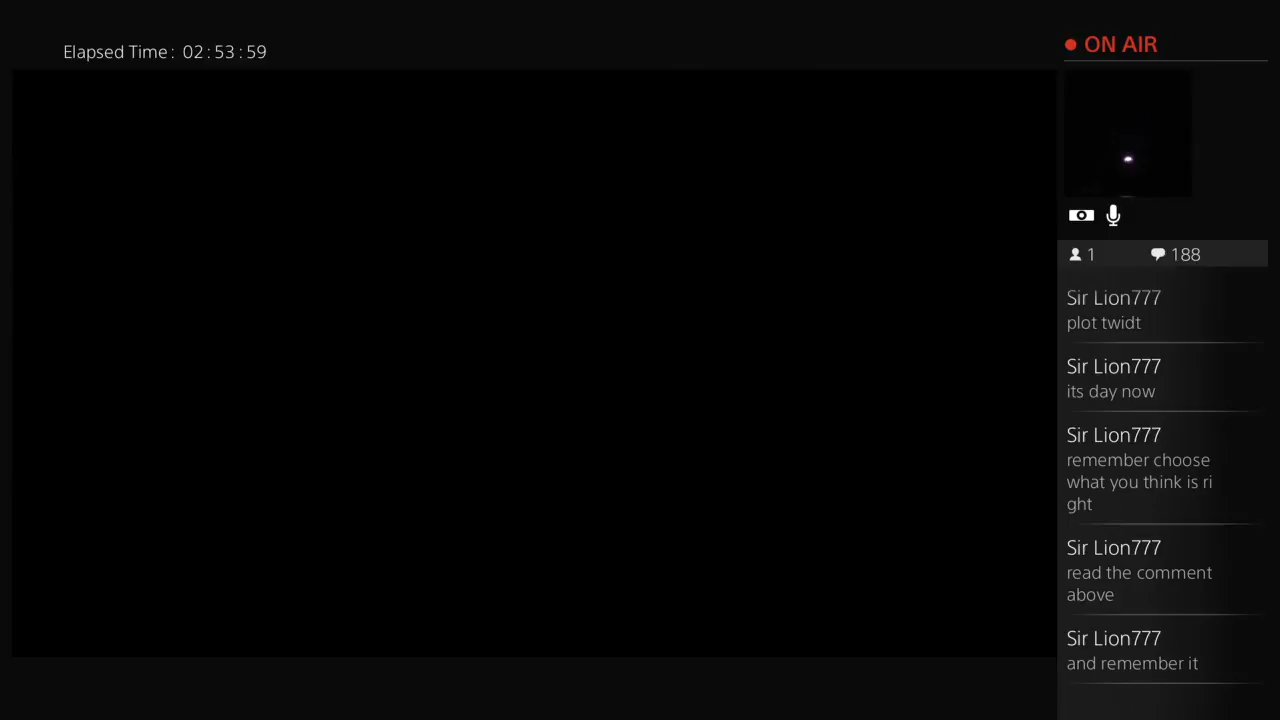 Elapsed Time: 02:53:59
ON AIR
1 188
Sir Lion777
plot twidt
Sir Lion777
its day now
Sir Lion777
remember choose
what you think is ri
ght
Sir Lion777
read the comment
above
Sir Lion777
and remember it